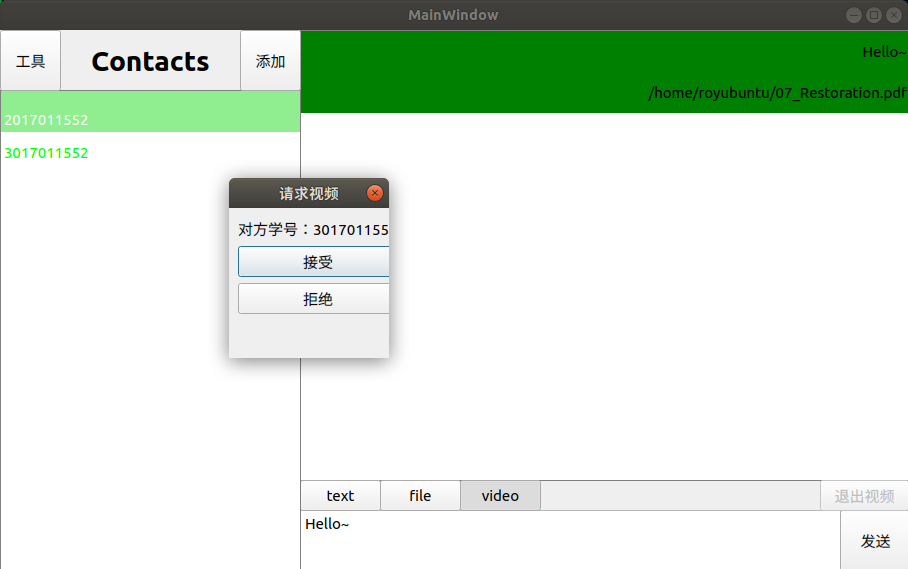 MainWindow
工具
Contacts
添加
Hello~
/home/royubuntu/07_Restoration.pdf
2017011552
3017011552
请求视频
对方学号：301701155
接受
拒绝
text
file
video
退出视频
Hello~
发送